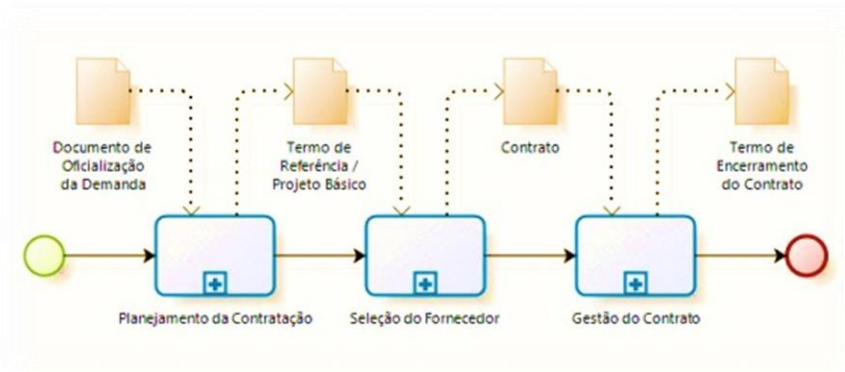 Documento de
Oficialização
da Demanda
Termo de
Referência /
Projeto Básico
Contrato
Termo de
Encerramento
do Contrato
Planejamento da Contratação
Seleção do Fornecedor
Gestão do Contrato